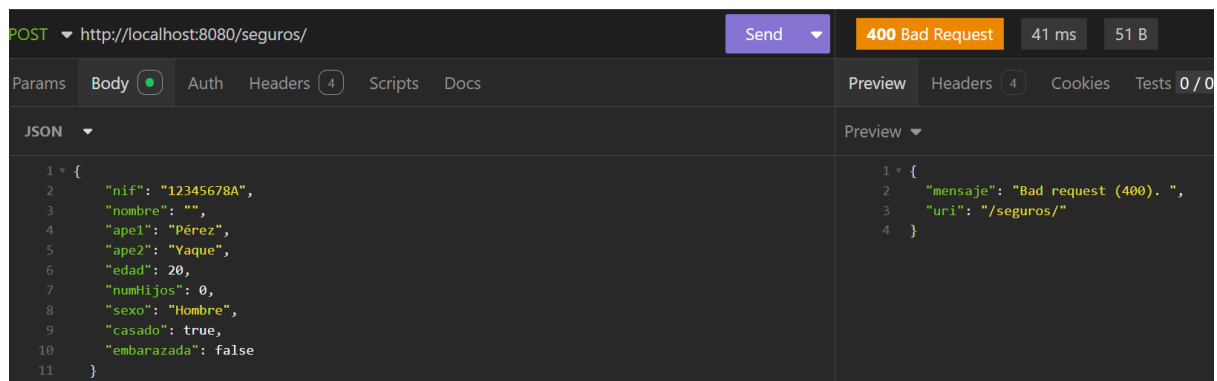 POST http://localhost:8080/seguros/ Send 400 Bad Request 41 ms 51 B
Params Body Auth Headers 4 Scripts Docs Preview Headers 4 Cookies Tests 0 / 0
JSON Preview
1 {
2 "nif": "12345678A",
3 "nombre": "",
4 "ape1": "Pérez",
5 "ape2": "Yaque",
6 "edad": 20,
7 "numHijos": 0,
8 "sexo": "Hombre",
9 "casado": true,
10 "embarazada": false
11 }
1 {
2 "mensaje": "Bad request (400). ",
3 "uri": "/seguros/"
4 }